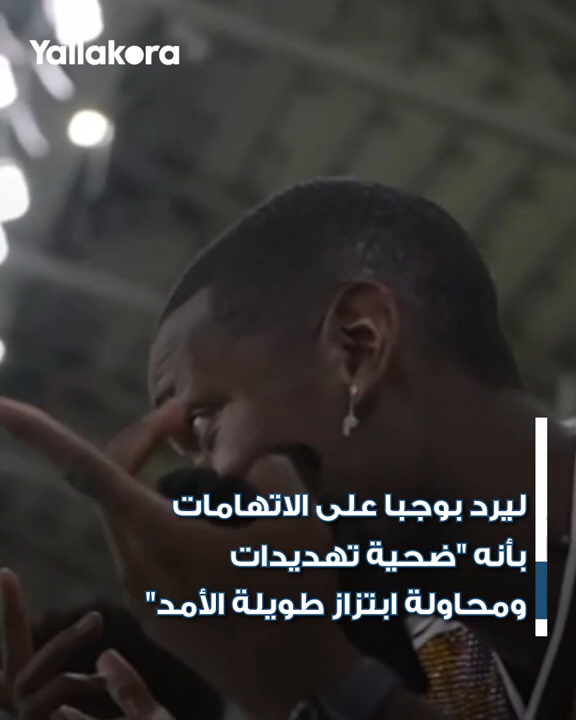 Yallakora
ليرد بوجبا على الاتهامات
بأنه "ضحية تهديدات
ومحاولة ابتزاز طويلة الأمد"